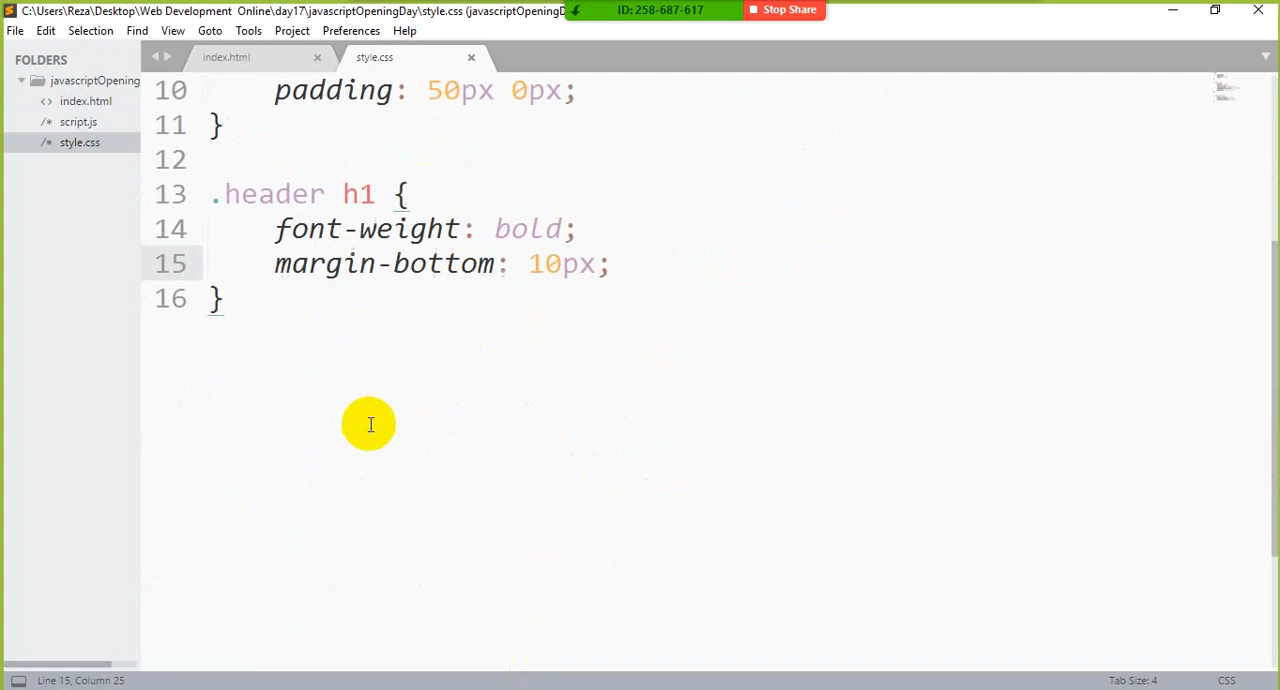 C:\Users\Reza\Desktop\Web Development Online\day17\javascriptOpeningDay\style.css (javascriptOpeningD
ID: 258-687-617
Stop Share
File Edit Selection Find View Goto Tools Project Preferences Help
FOLDERS
javascriptOpening
<> index.html
/* script.js
/* style.css
index.html
style.css
10 padding: 50px 0px;
11 }
12
13 .header h1 {
14 font-weight: bold;
15 margin-bottom: 10px;
16 }
Line 15, Column 25
Tab Size: 4
CSS